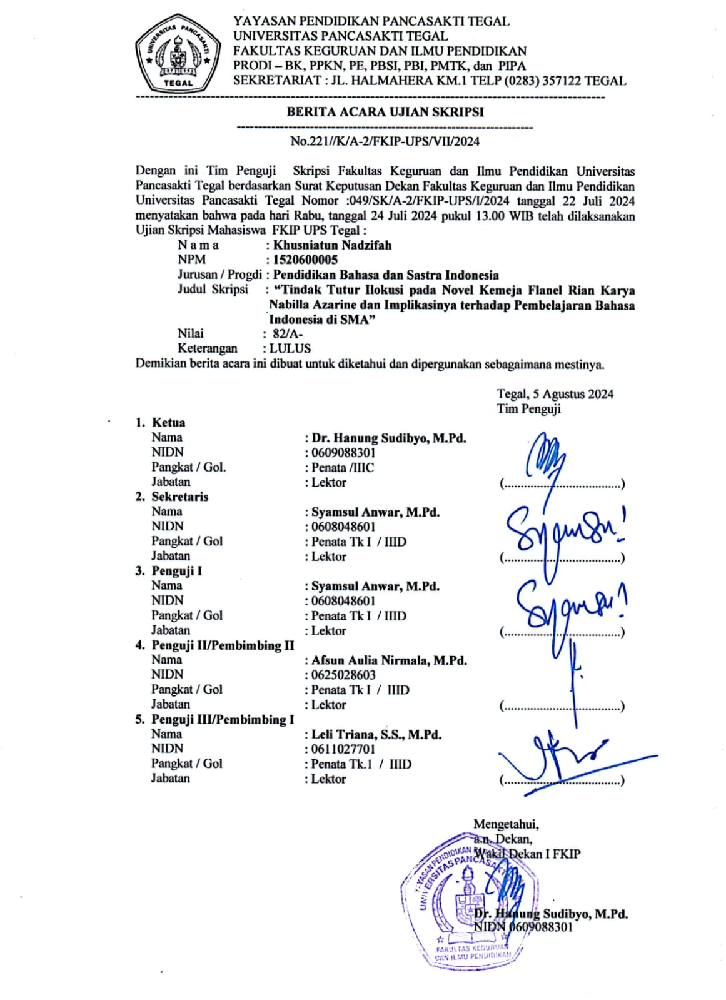 UNIVERSITAS PANCASAKTI
TEGAL
YAYASAN PENDIDIKAN PANCASAKTI TEGAL
UNIVERSITAS PANCASAKTI TEGAL
FAKULTAS KEGURUAN DAN ILMU PENDIDIKAN
PRODI – BK, PPKN, PE, PBSI, PBI, PMTK, dan PIPA
SEKRETARIAT : JL. HALMAHERA KM.1 TELP (0283) 357122 TEGAL
BERITA ACARA UJIAN SKRIPSI
No.221//K/A-2/FKIP-UPS/VII/2024
Dengan ini Tim Penguji Skripsi Fakultas Keguruan dan Ilmu Pendidikan Universitas
Pancasakti Tegal berdasarkan Surat Keputusan Dekan Fakultas Keguruan dan Ilmu Pendidikan
Universitas Pancasakti Tegal Nomor :049/SK/A-2/FKIP-UPS/I/2024 tanggal 22 Juli 2024
menyatakan bahwa pada hari Rabu, tanggal 24 Juli 2024 pukul 13.00 WIB telah dilaksanakan
Ujian Skripsi Mahasiswa FKIP UPS Tegal :
N a m a : Khusniatun Nadzifah
NPM : 1520600005
Jurusan / Progdi : Pendidikan Bahasa dan Sastra Indonesia
Judul Skripsi : “Tindak Tutur Ilokusi pada Novel Kemeja Flanel Rian Karya
Nabilla Azarine dan Implikasinya terhadap Pembelajaran Bahasa
Indonesia di SMA”
Nilai : 82/A-
Keterangan : LULUS
Demikian berita acara ini dibuat untuk diketahui dan dipergunakan sebagaimana mestinya.
Tegal, 5 Agustus 2024
Tim Penguji
1. Ketua
Nama : Dr. Hanung Sudibyo, M.Pd.
NIDN : 0609088301
Pangkat / Gol. : Penata /IIIC
Jabatan : Lektor (..................................)
2. Sekretaris
Nama : Syamsul Anwar, M.Pd.
NIDN : 0608048601
Pangkat / Gol : Penata Tk I / IIID
Jabatan : Lektor (..................................)
3. Penguji I
Nama : Syamsul Anwar, M.Pd.
NIDN : 0608048601
Pangkat / Gol : Penata Tk I / IIID
Jabatan : Lektor (..................................)
4. Penguji II/Pembimbing II
Nama : Afsun Aulia Nirmala, M.Pd.
NIDN : 0625028603
Pangkat / Gol : Penata Tk I / IIID
Jabatan : Lektor (..................................)
5. Penguji III/Pembimbing I
Nama : Leli Triana, S.S., M.Pd.
NIDN : 0611027701
Pangkat / Gol : Penata Tk.1 / IIID
Jabatan : Lektor (..................................)
Mengetahui,
a.n. Dekan,
Wakil Dekan I FKIP
YAYASAN PENDIDIKAN
UNIVERSITAS PANCASAKTI
Dr. Hanung Sudibyo, M.Pd.
NIDN 0609088301
FAKULTAS KEGURUAN
DAN ILMU PENDIDIKAN